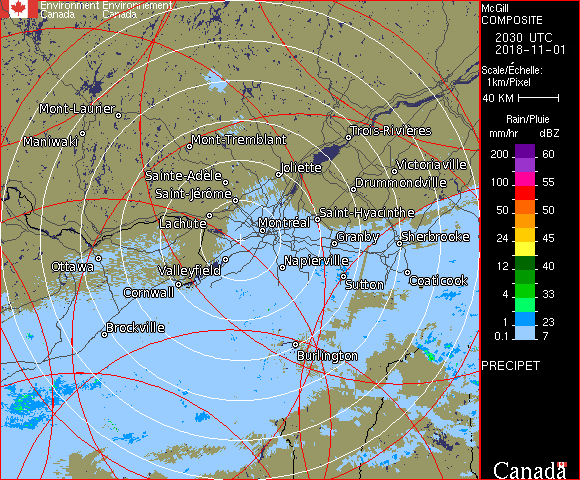 Environment Environnement
Canada Canada
McGill
COMPOSITE
2030 UTC
2018-11-01
Scale/Échelle:
1km/Pixel
40 KM
Rain/Pluie
mm/hr dBZ
200 60
100 55
50 50
24 45
12 40
4 33
1 23
0.1 7
PRECIPET
Canada
Mont-Laurier
Maniwaki
Mont-Tremblant
Trois-Rivières
Sainte-Adèle
Joliette
Victoriaville
Saint-Jérôme
Drummondville
Lachute
Montréal
Saint-Hyacinthe
Granby
Sherbrooke
Ottawa
Valleyfield
Napierville
Cornwall
Sutton
Coaticook
Brockville
Burlington